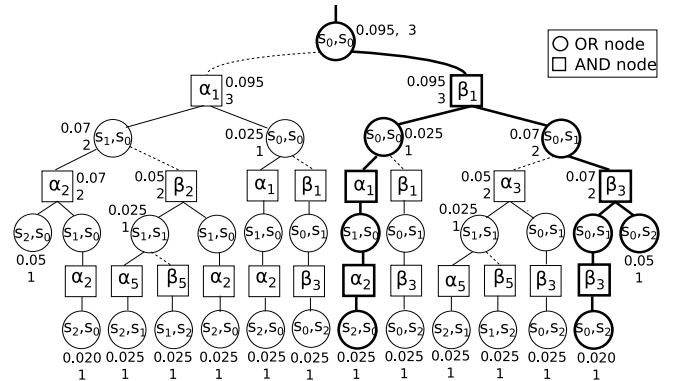 s₀,s₀ 0.095, 3
OR node
AND node
α₁ 0.095 3
0.095 3 β₁
0.07 2 s₁,s₀
0.025 1 s₀,s₀
s₀,s₀ 0.025 1
0.07 2 s₀,s₁
α₂ 0.07 2
0.05 2 β₂
α₁ β₁ α₁ β₁
0.05 2 α₃
0.07 2 β₃
s₂,s₀ s₁,s₀
0.025 1 s₁,s₁
s₁,s₀ s₁,s₀ s₀,s₁ s₁,s₀ s₀,s₁
0.025 1 s₁,s₁
s₀,s₁ s₀,s₁ s₀,s₂
0.05 1
0.05 1
α₂ α₅ β₅ α₂ α₂ β₃ α₂ β₃ α₅ β₅ β₃ β₃
s₂,s₀ s₂,s₁ s₁,s₂ s₂,s₀ s₂,s₀ s₀,s₂ s₂,s₀ s₀,s₂ s₂,s₁ s₁,s₂ s₀,s₂ s₀,s₂
0.020 0.025 0.025 0.025 0.025 0.025 0.025 0.025 0.025 0.025 0.025 0.020
1 1 1 1 1 1 1 1 1 1 1 1